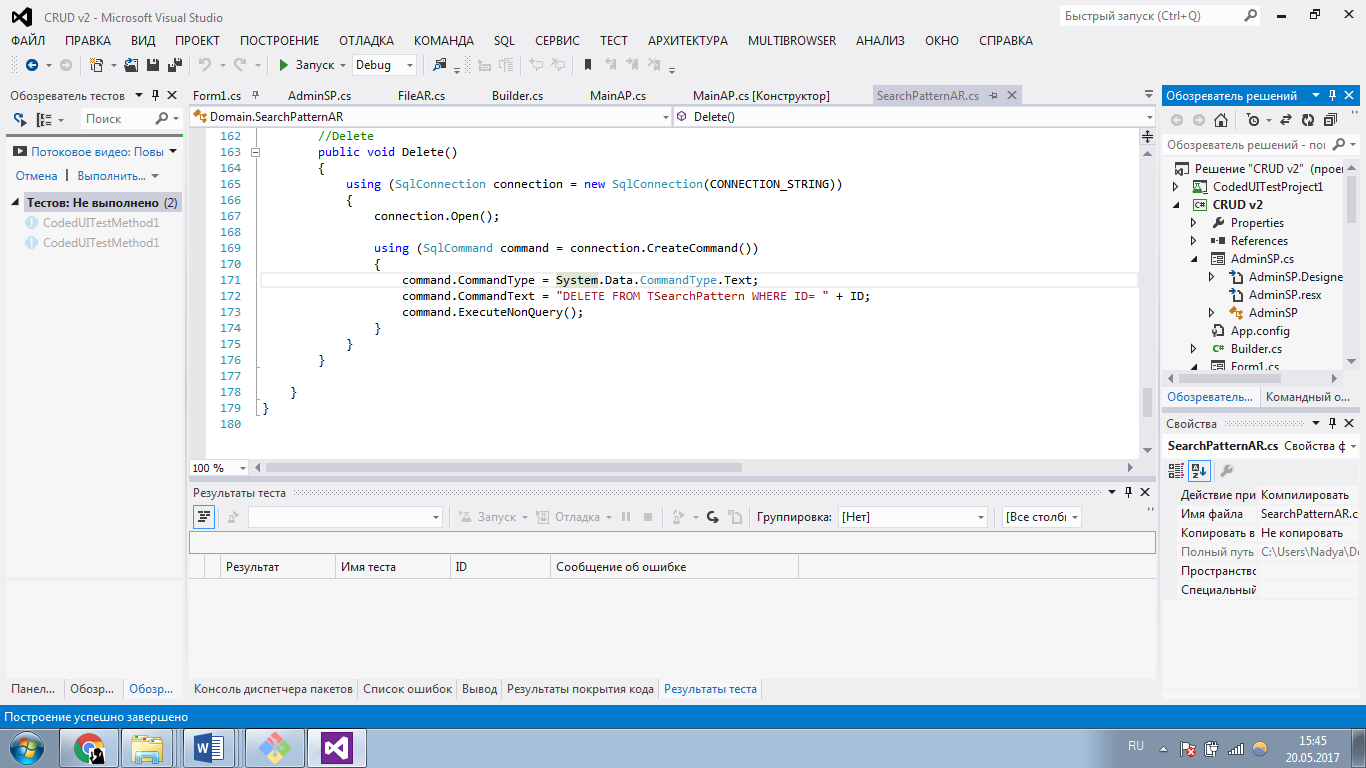 CRUD v2 - Microsoft Visual Studio
Быстрый запуск (Ctrl+Q)
ФАЙЛ ПРАВКА ВИД ПРОЕКТ ПОСТРОЕНИЕ ОТЛАДКА КОМАНДА SQL СЕРВИС ТЕСТ АРХИТЕКТУРА MULTIBROWSER АНАЛИЗ ОКНО СПРАВКА
Запуск Debug
Обозреватель тестов
Поиск
Потоковое видео: Повы
Отмена | Выполнить...
Тестов: Не выполнено (2)
CodedUITestMethod1
CodedUITestMethod1
Панел... Обозр... Обозр...
Form1.cs AdminSP.cs FileAR.cs Builder.cs MainAP.cs MainAP.cs [Конструктор] SearchPatternAR.cs
Domain.SearchPatternAR Delete()
162 //Delete
163 public void Delete()
164 {
165 using (SqlConnection connection = new SqlConnection(CONNECTION_STRING))
166 {
167 connection.Open();
168
169 using (SqlCommand command = connection.CreateCommand())
170 {
171 command.CommandType = System.Data.CommandType.Text;
172 command.CommandText = "DELETE FROM TSearchPattern WHERE ID= " + ID;
173 command.ExecuteNonQuery();
174 }
175 }
176 }
177
178 }
179 }
180
100 %
Результаты теста
Запуск Отладка Группировка: [Нет] [Все столбц
Результат Имя теста ID Сообщение об ошибке
Консоль диспетчера пакетов Список ошибок Вывод Результаты покрытия кода Результаты теста
Обозреватель решений
Обозреватель решений - пои
Решение "CRUD v2" (проек
CodedUITestProject1
CRUD v2
Properties
References
AdminSP.cs
AdminSP.Designe
AdminSP.resx
AdminSP
App.config
Builder.cs
Form1.cs
Обозреватель... Командный о...
Свойства
SearchPatternAR.cs Свойства ф
Действие при Компилировать
Имя файла SearchPatternAR.cs
Копировать в Не копировать
Полный путь C:\Users\Nadya\Do
Пространство
Специальный
Построение успешно завершено
RU
15:45
20.05.2017